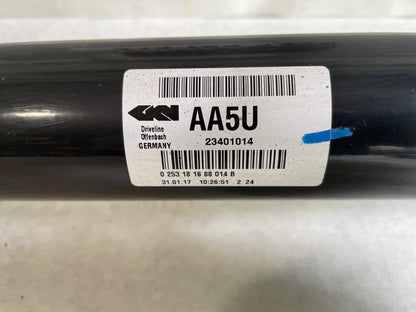 GKN
AA5U
Driveline
Offenbach
GERMANY
23401014
0 253 18 16 88 014 B
31.01.17 10:26:51 2 24